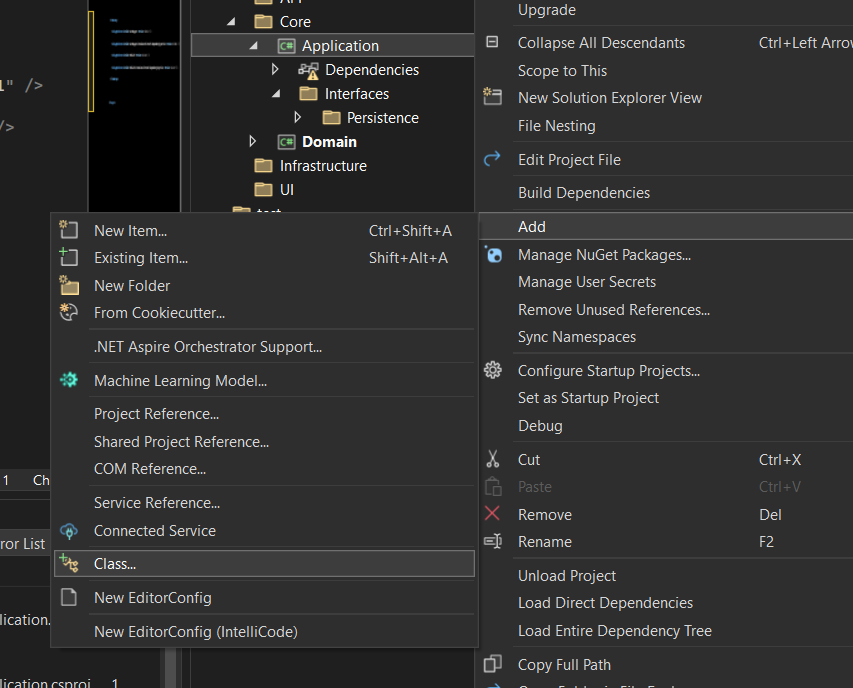 Core
Application
Dependencies
Interfaces
Persistence
Domain
Infrastructure
UI
1" />
/>
1 Ch
ror List
lication.
lication.csproj 1
Upgrade
Collapse All Descendants Ctrl+Left Arrow
Scope to This
New Solution Explorer View
File Nesting
Edit Project File
Build Dependencies
Add
Manage NuGet Packages...
Manage User Secrets
Remove Unused References...
Sync Namespaces
Configure Startup Projects...
Set as Startup Project
Debug
Cut Ctrl+X
Paste Ctrl+V
Remove Del
Rename F2
Unload Project
Load Direct Dependencies
Load Entire Dependency Tree
Copy Full Path
New Item... Ctrl+Shift+A
Existing Item... Shift+Alt+A
New Folder
From Cookiecutter...
.NET Aspire Orchestrator Support...
Machine Learning Model...
Project Reference...
Shared Project Reference...
COM Reference...
Service Reference...
Connected Service
Class...
New EditorConfig
New EditorConfig (IntelliCode)